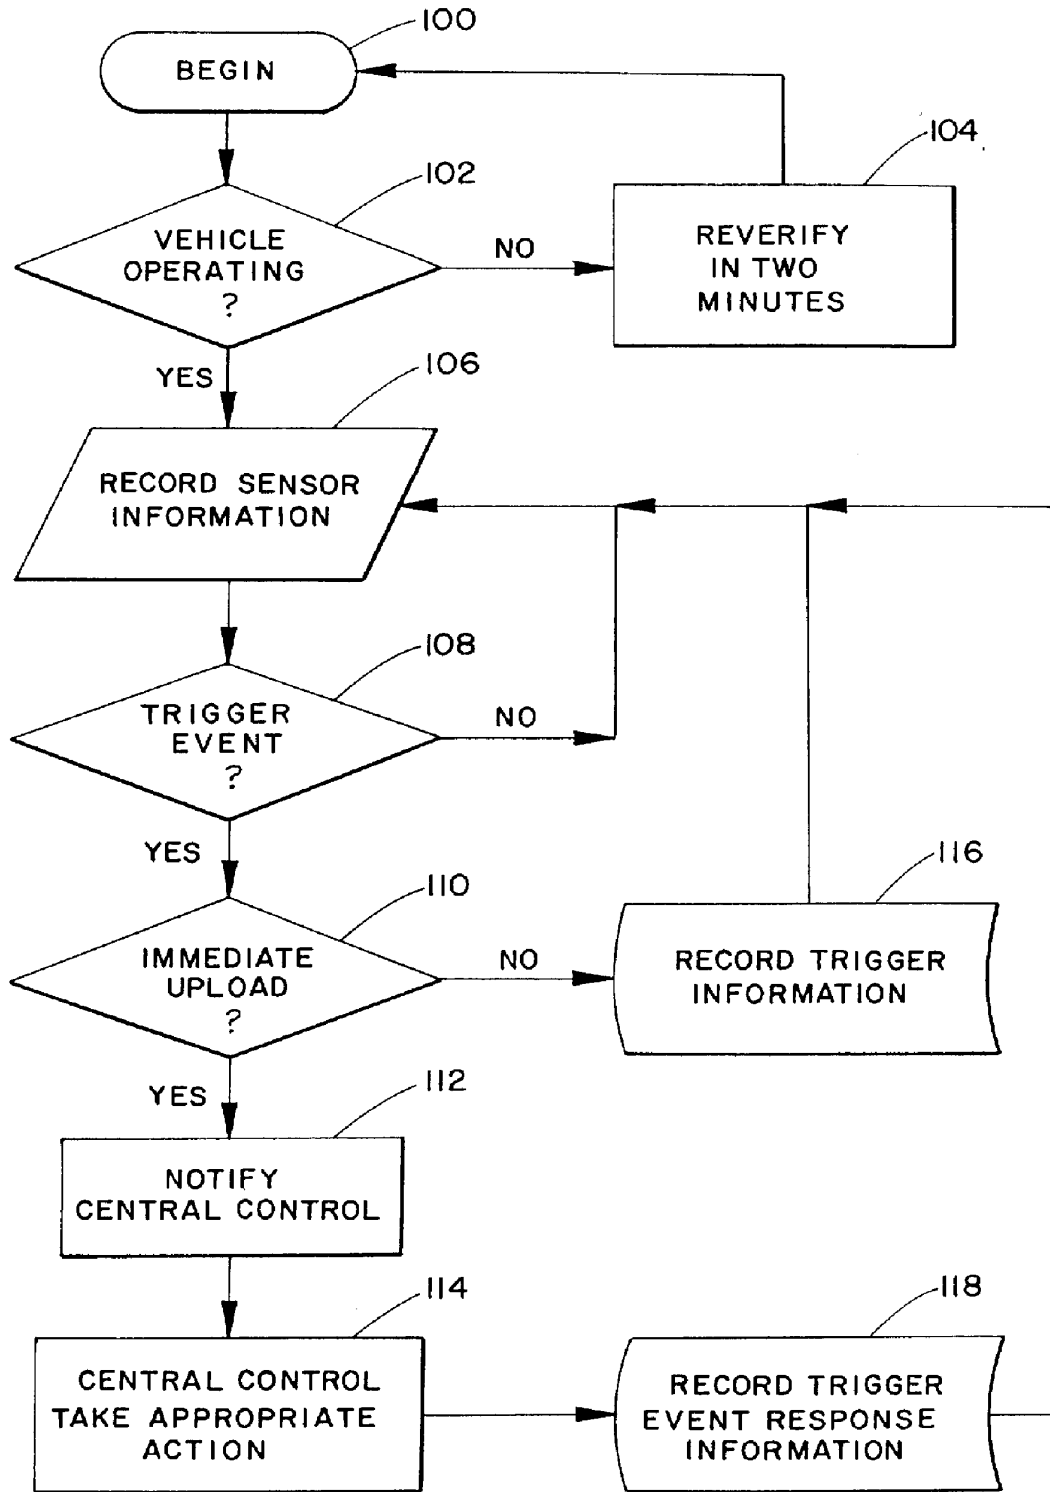 100
BEGIN
102
104
VEHICLE
OPERATING
?
NO
REVERIFY
IN TWO
MINUTES
YES
106
RECORD SENSOR
INFORMATION
108
TRIGGER
EVENT
?
NO
YES
110
116
IMMEDIATE
UPLOAD
?
NO
RECORD TRIGGER
INFORMATION
YES
112
NOTIFY
CENTRAL CONTROL
114
118
CENTRAL CONTROL
TAKE APPROPRIATE
ACTION
RECORD TRIGGER
EVENT RESPONSE
INFORMATION